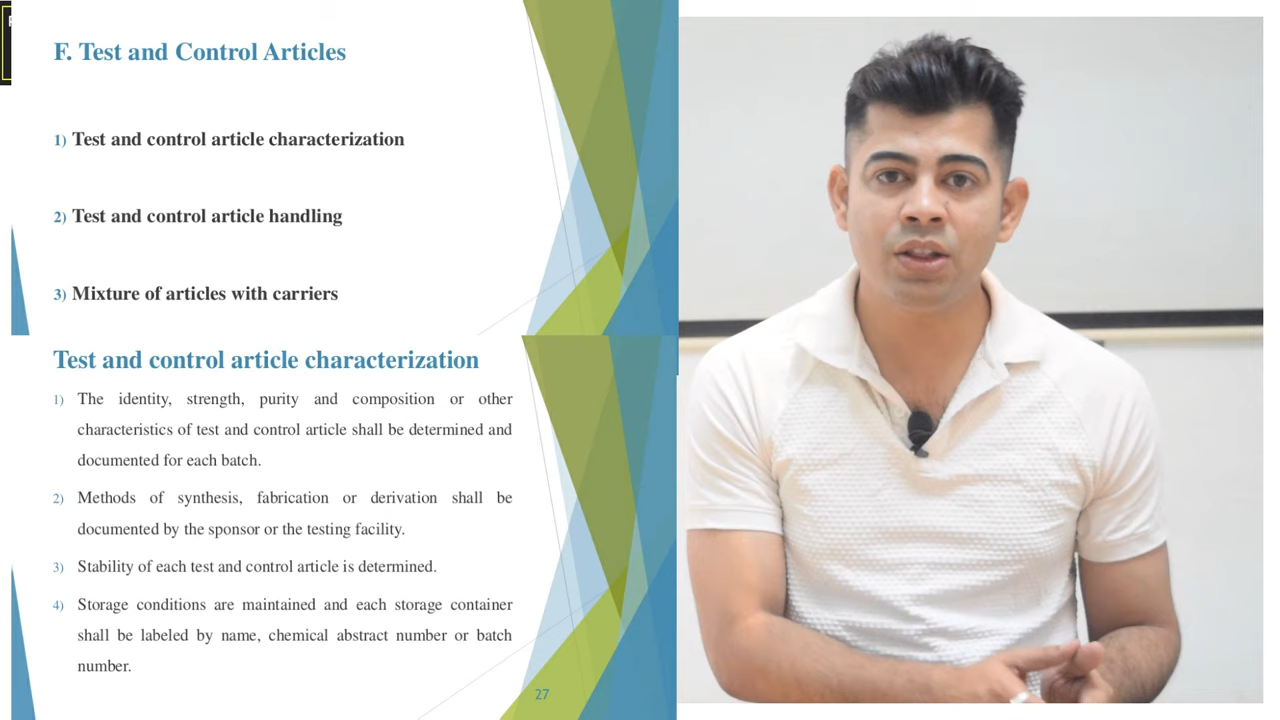 F. Test and Control Articles
1) Test and control article characterization
2) Test and control article handling
3) Mixture of articles with carriers
Test and control article characterization
1) The identity, strength, purity and composition or other
characteristics of test and control article shall be determined and
documented for each batch.
2) Methods of synthesis, fabrication or derivation shall be
documented by the sponsor or the testing facility.
3) Stability of each test and control article is determined.
4) Storage conditions are maintained and each storage container
shall be labeled by name, chemical abstract number or batch
number.
27